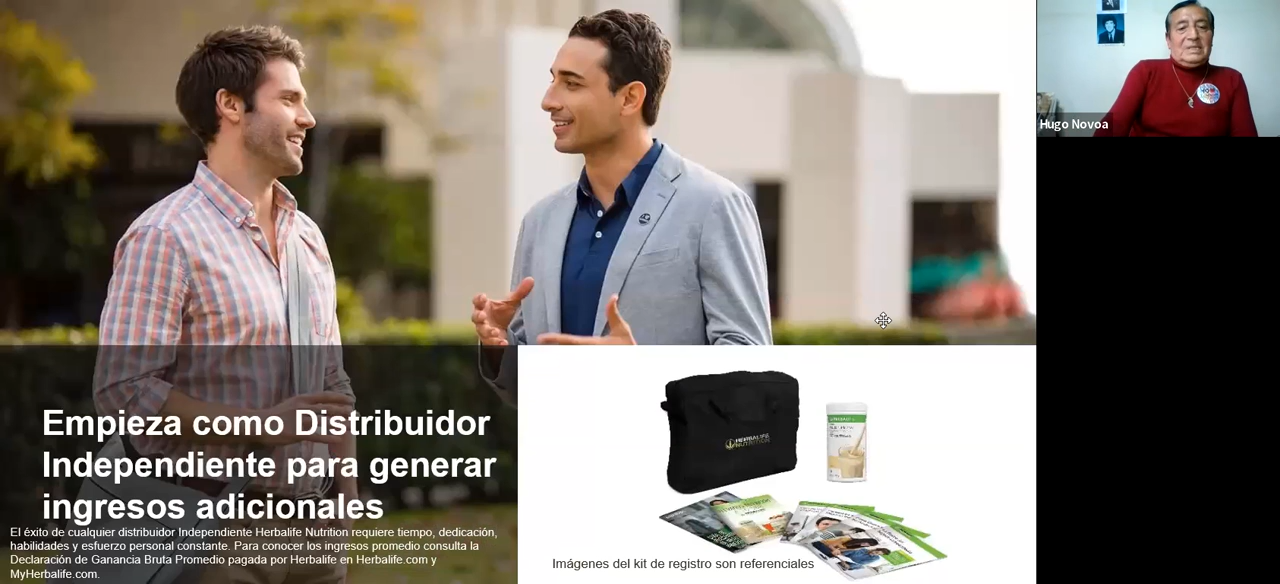 Hugo Novoa
Empieza como Distribuidor
Independiente para generar
ingresos adicionales
El éxito de cualquier distribuidor Independiente Herbalife Nutrition requiere tiempo, dedicación,
habilidades y esfuerzo personal constante. Para conocer los ingresos promedio consulta la
Declaración de Ganancia Bruta Promedio pagada por Herbalife en Herbalife.com y
MyHerbalife.com.
HERBALIFE
NUTRITION
Imágenes del kit de registro son referenciales